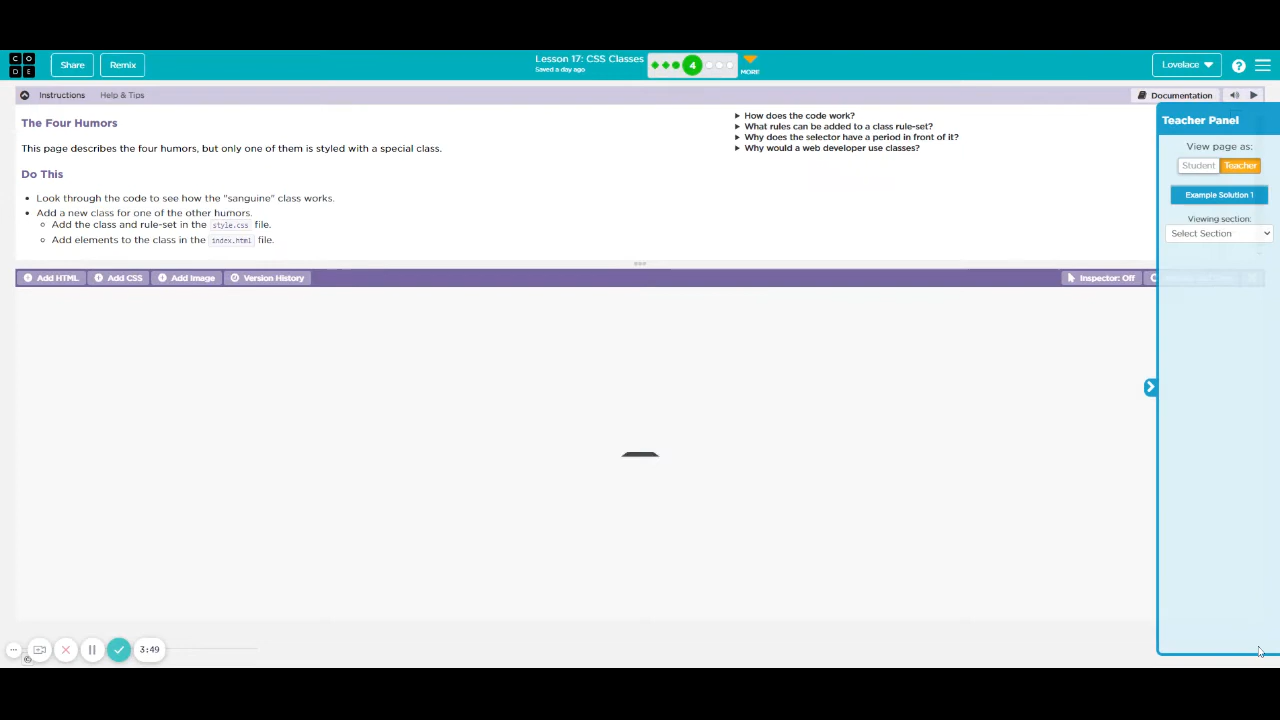 CODE
Share
Remix
Lesson 17: CSS Classes
Saved a day ago
4
MORE
Lovelace
?
Instructions
Help & Tips
Documentation
The Four Humors
This page describes the four humors, but only one of them is styled with a special class.
Do This
Look through the code to see how the "sanguine" class works.
Add a new class for one of the other humors.
Add the class and rule-set in the style.css file.
Add elements to the class in the index.html file.
How does the code work?
What rules can be added to a class rule-set?
Why does the selector have a period in front of it?
Why would a web developer use classes?
Teacher Panel
View page as:
Student
Teacher
Example Solution 1
Viewing section:
Select Section
Add HTML
Add CSS
Add Image
Version History
Inspector: Off
3:49